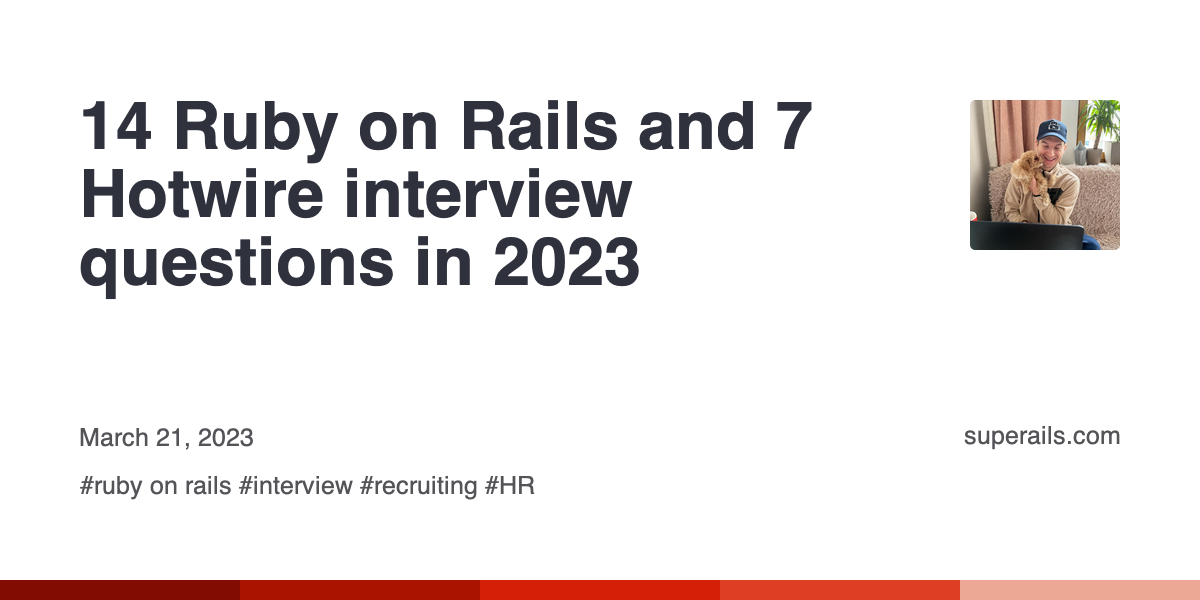 14 Ruby on Rails and 7
Hotwire interview
questions in 2023
March 21, 2023
superails.com
#ruby on rails #interview #recruiting #HR